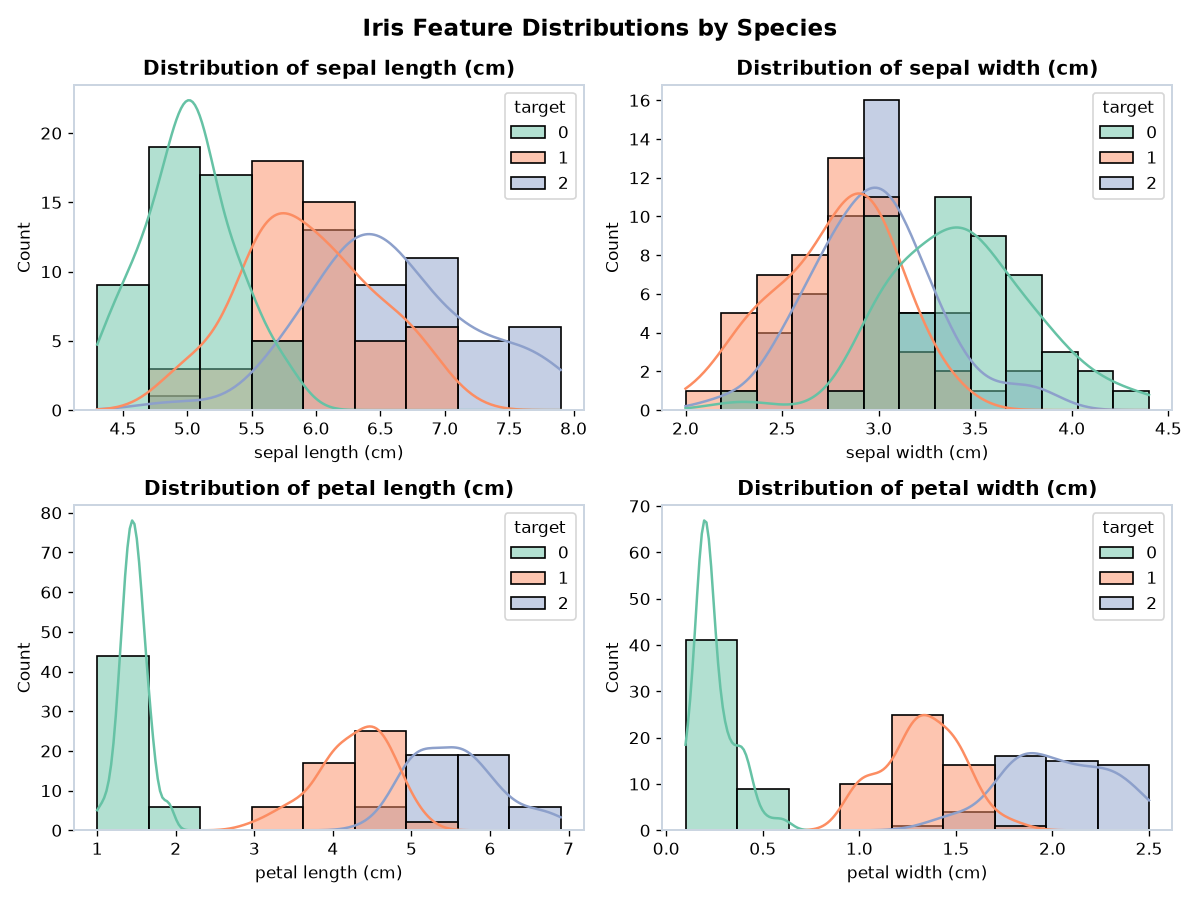 Iris Feature Distributions by Species
Distribution of sepal length (cm)
target
0
1
2
Count
0
5
10
15
20
4.5 5.0 5.5 6.0 6.5 7.0 7.5 8.0
sepal length (cm)
Distribution of sepal width (cm)
target
0
1
2
Count
0
2
4
6
8
10
12
14
16
2.0 2.5 3.0 3.5 4.0 4.5
sepal width (cm)
Distribution of petal length (cm)
target
0
1
2
Count
0
10
20
30
40
50
60
70
80
1 2 3 4 5 6 7
petal length (cm)
Distribution of petal width (cm)
target
0
1
2
Count
0
10
20
30
40
50
60
70
0.0 0.5 1.0 1.5 2.0 2.5
petal width (cm)